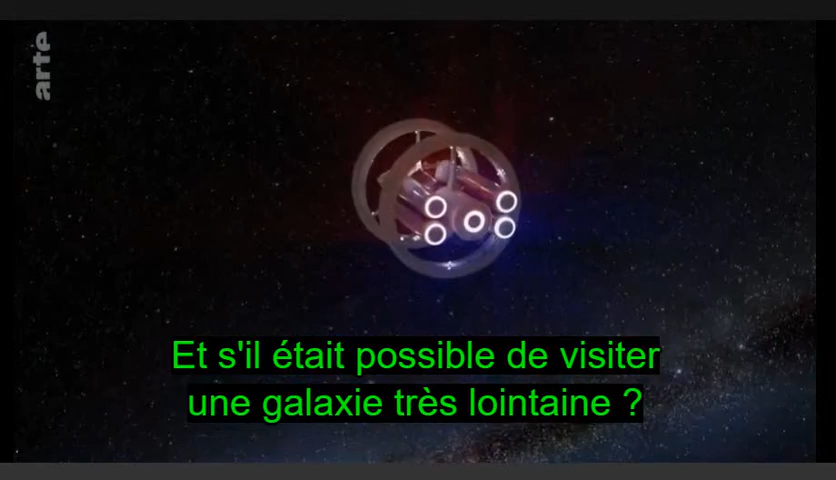 arte
Et s'il était possible de visiter
une galaxie très lointaine ?